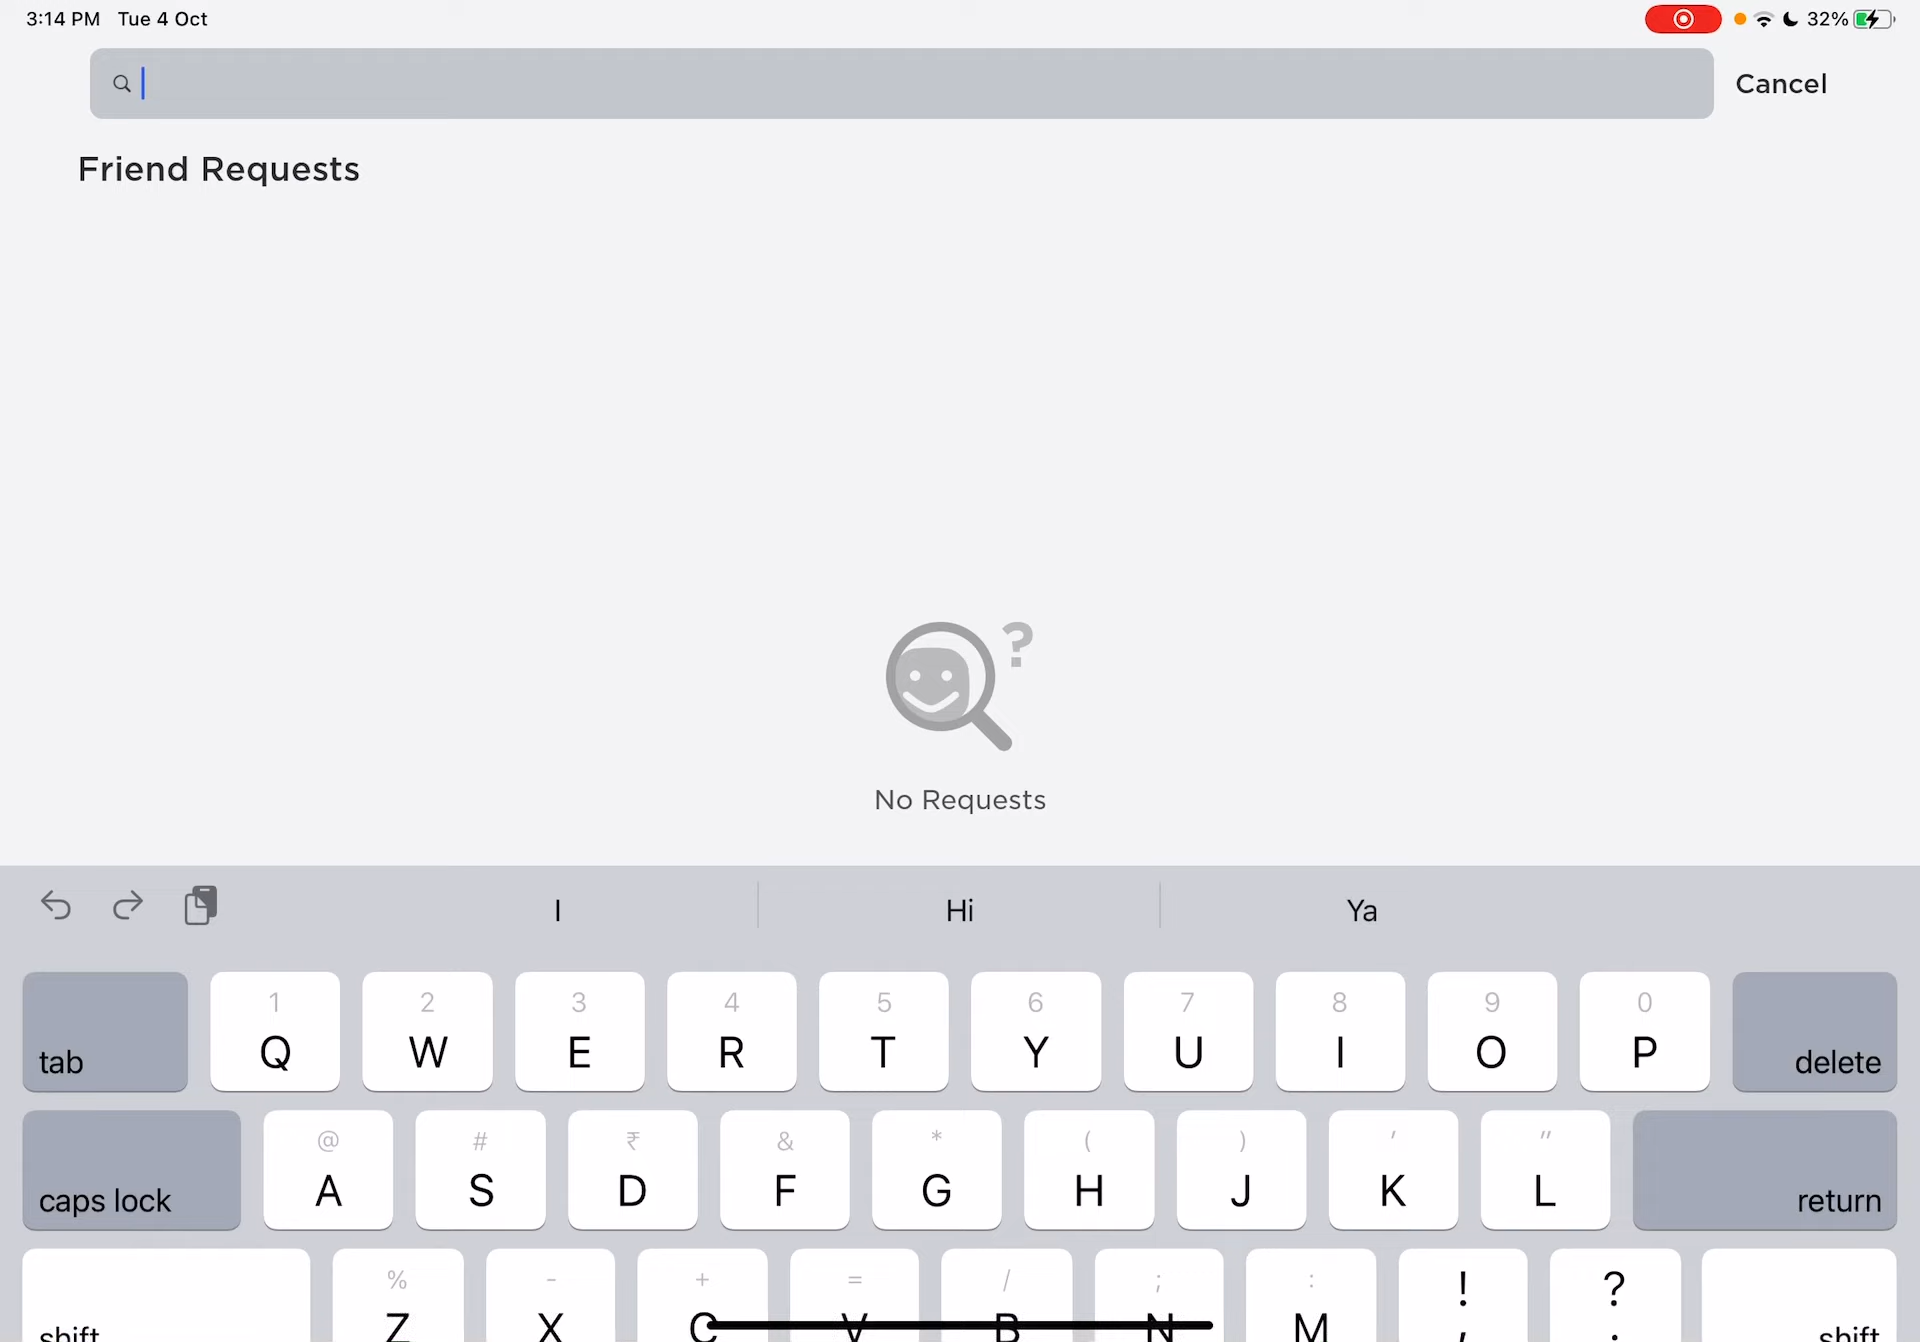 3:14 PM Tue 4 Oct 32%
Cancel
Friend Requests
?
No Requests
I Hi Ya
1 2 3 4 5 6 7 8 9 0
tab Q W E R T Y U I O P delete
@ # ₹ & * ( ) ' "
caps lock A S D F G H J K L return
% - + = / ; : ! ?
shift Z X C V B N M , . shift